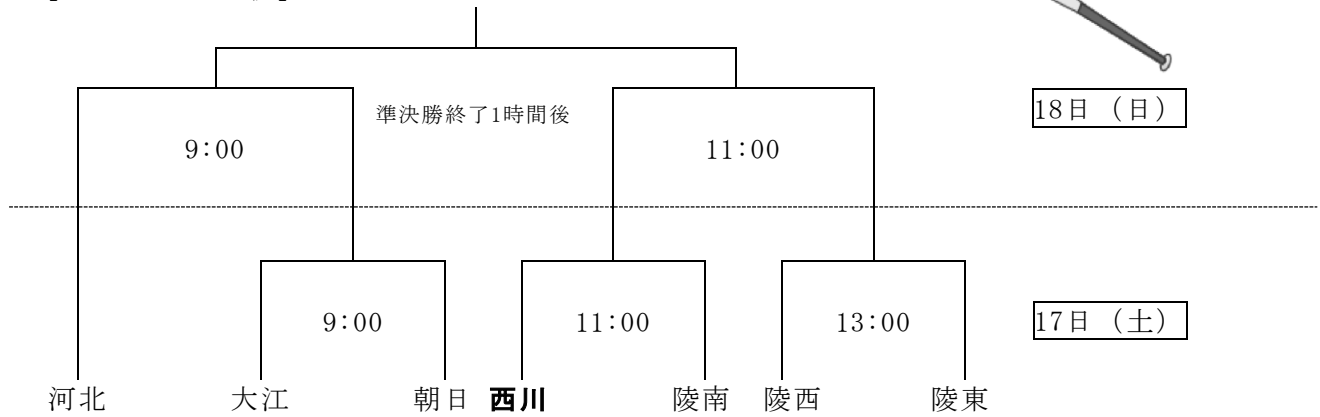 準決勝終了1時間後
18日（日）
9:00
11:00
9:00
11:00
13:00
17日（土）
河北
大江
朝日
西川
陵南
陵西
陵東